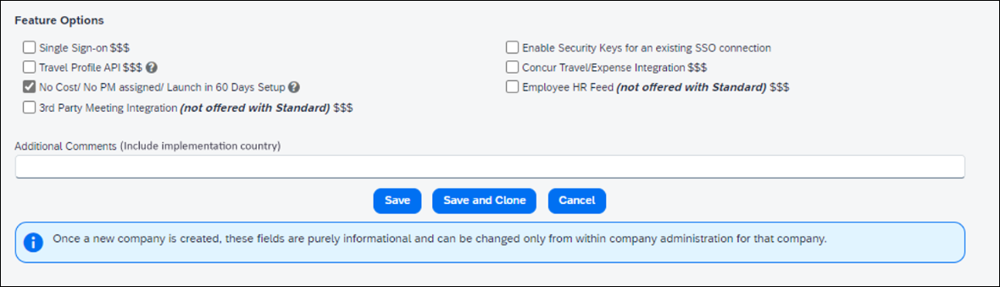 Feature Options
Single Sign-on $$$
Enable Security Keys for an existing SSO connection
Travel Profile API $$$ ?
Concur Travel/Expense Integration $$$
No Cost/ No PM assigned/ Launch in 60 Days Setup ?
Employee HR Feed (not offered with Standard) $$$
3rd Party Meeting Integration (not offered with Standard) $$$
Additional Comments (Include implementation country)
Save Save and Clone Cancel
i Once a new company is created, these fields are purely informational and can be changed only from within company administration for that company.